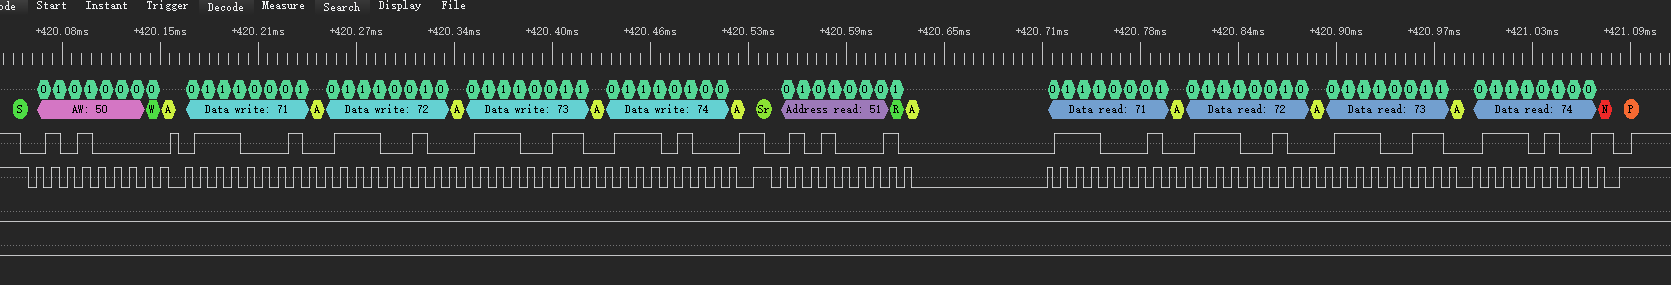 ode Start Instant Trigger Decode Measure Search Display File
+420.08ms +420.15ms +420.21ms +420.27ms +420.34ms +420.40ms +420.46ms +420.53ms +420.59ms +420.65ms +420.71ms +420.78ms +420.84ms +420.90ms +420.97ms +421.03ms +421.09ms
0 1 0 1 0 0 0 0 0 1 1 1 0 0 0 1 0 1 1 1 0 0 1 0 0 1 1 1 0 0 1 1 0 1 1 1 0 1 0 0 0 1 0 1 0 0 0 1 0 1 1 1 0 0 0 1 0 1 1 1 0 0 1 0 0 1 1 1 0 0 1 1 0 1 1 1 0 1 0 0
S AW: 50 W A Data write: 71 A Data write: 72 A Data write: 73 A Data write: 74 A Sr Address read: 51 R A Data read: 71 A Data read: 72 A Data read: 73 A Data read: 74 N P